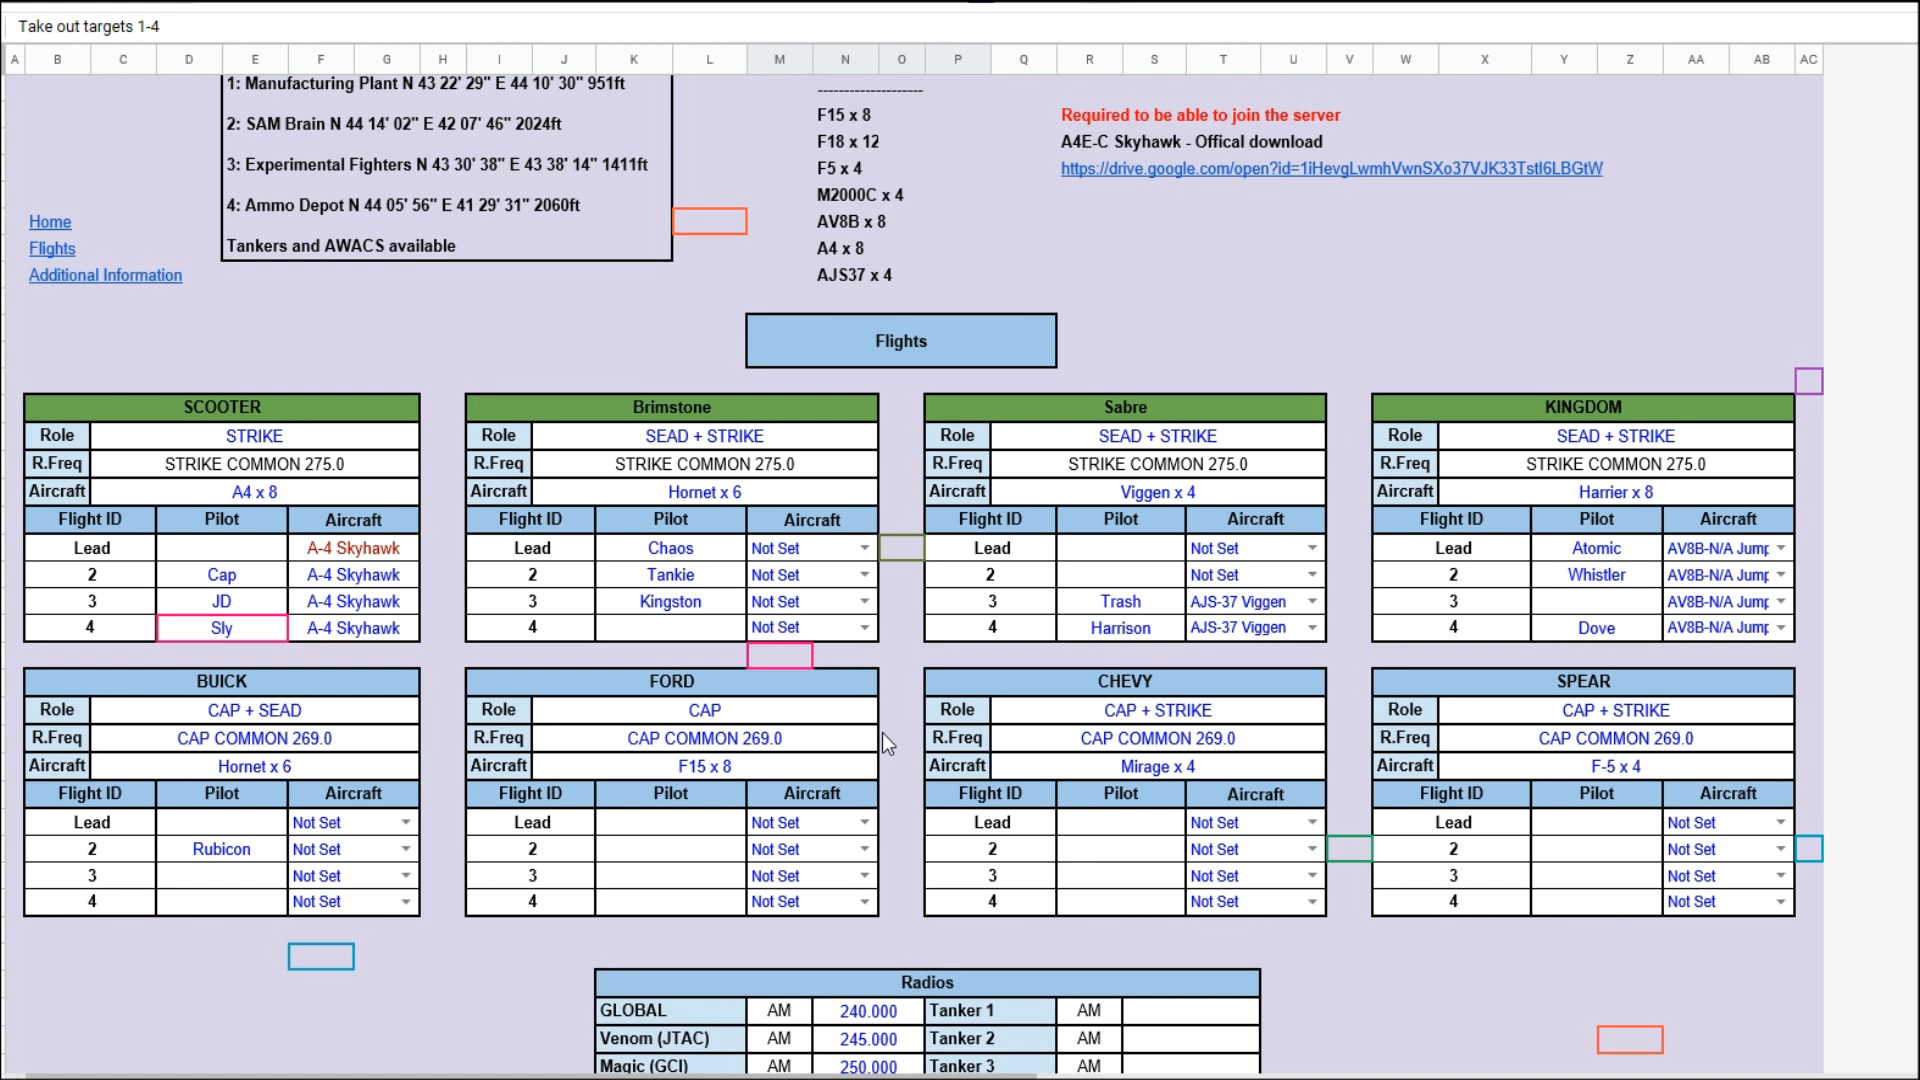 Take out targets 1-4
A B C D E F G H I J K L M N O P Q R S T U V W X Y Z AA AB AC
1: Manufacturing Plant N 43 22' 29" E 44 10' 30" 951ft
2: SAM Brain N 44 14' 02" E 42 07' 46" 2024ft
3: Experimental Fighters N 43 30' 38" E 43 38' 14" 1411ft
4: Ammo Depot N 44 05' 56" E 41 29' 31" 2060ft
Tankers and AWACS available
Home
Flights
Additional Information
--------------------
F15 x 8
F18 x 12
F5 x 4
M2000C x 4
AV8B x 8
A4 x 8
AJS37 x 4
Required to be able to join the server
A4E-C Skyhawk - Offical download
https://drive.google.com/open?id=1iHevgLwmhVwnSXo37VJK33TstI6LBGtW
Flights
SCOOTER
Role STRIKE
R.Freq STRIKE COMMON 275.0
Aircraft A4 x 8
Flight ID Pilot Aircraft
Lead A-4 Skyhawk
2 Cap A-4 Skyhawk
3 JD A-4 Skyhawk
4 Sly A-4 Skyhawk
Brimstone
Role SEAD + STRIKE
R.Freq STRIKE COMMON 275.0
Aircraft Hornet x 6
Flight ID Pilot Aircraft
Lead Chaos Not Set
2 Tankie Not Set
3 Kingston Not Set
4 Not Set
Sabre
Role SEAD + STRIKE
R.Freq STRIKE COMMON 275.0
Aircraft Viggen x 4
Flight ID Pilot Aircraft
Lead Not Set
2 Not Set
3 Trash AJS-37 Viggen
4 Harrison AJS-37 Viggen
KINGDOM
Role SEAD + STRIKE
R.Freq STRIKE COMMON 275.0
Aircraft Harrier x 8
Flight ID Pilot Aircraft
Lead Atomic AV8B-N/A Jump
2 Whistler AV8B-N/A Jump
3 AV8B-N/A Jump
4 Dove AV8B-N/A Jump
BUICK
Role CAP + SEAD
R.Freq CAP COMMON 269.0
Aircraft Hornet x 6
Flight ID Pilot Aircraft
Lead Not Set
2 Rubicon Not Set
3 Not Set
4 Not Set
FORD
Role CAP
R.Freq CAP COMMON 269.0
Aircraft F15 x 8
Flight ID Pilot Aircraft
Lead Not Set
2 Not Set
3 Not Set
4 Not Set
CHEVY
Role CAP + STRIKE
R.Freq CAP COMMON 269.0
Aircraft Mirage x 4
Flight ID Pilot Aircraft
Lead Not Set
2 Not Set
3 Not Set
4 Not Set
SPEAR
Role CAP + STRIKE
R.Freq CAP COMMON 269.0
Aircraft F-5 x 4
Flight ID Pilot Aircraft
Lead Not Set
2 Not Set
3 Not Set
4 Not Set
Radios
GLOBAL AM 240.000 Tanker 1 AM
Venom (JTAC) AM 245.000 Tanker 2 AM
Magic (GCI) AM 250.000 Tanker 3 AM